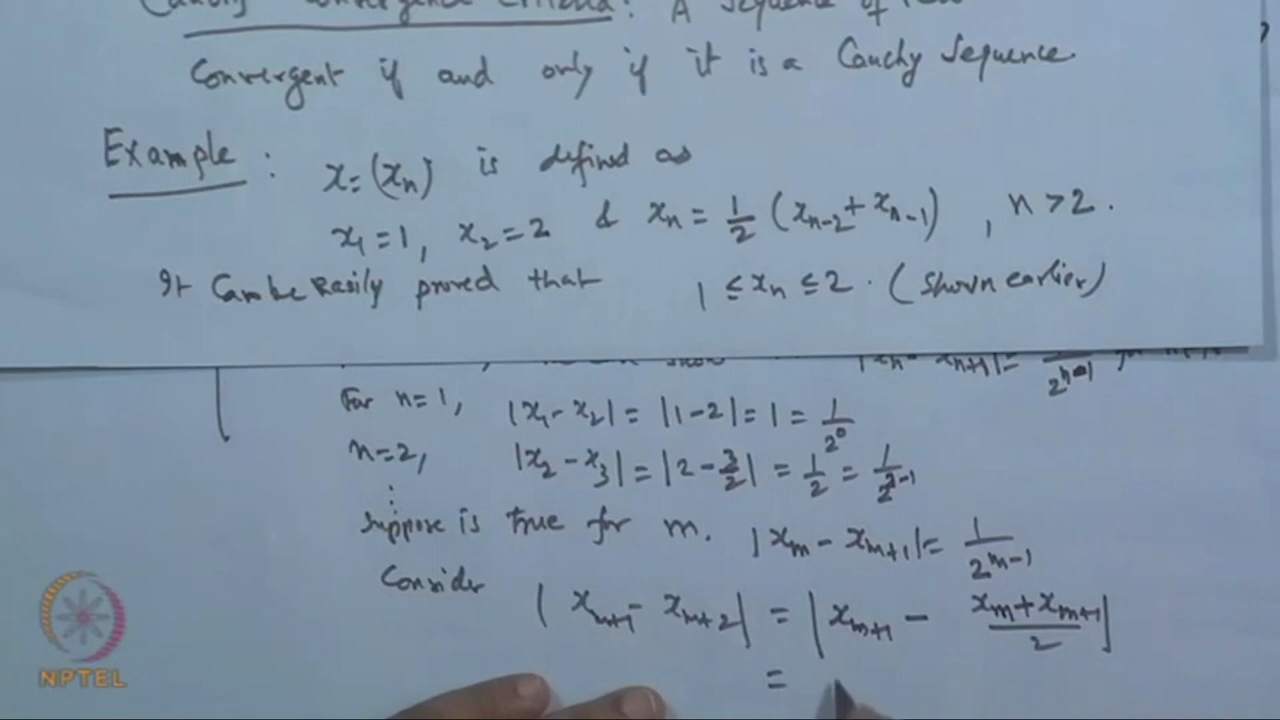 Convergence Criteria : A Sequence of
Convergent if and only if it is a Cauchy Sequence.
Example : x = (xn) is defined as
x1 = 1, x2 = 2 & xn = 1/2 (xn-2 + xn-1), n > 2.
It Can be easily proved that 1 ≤ xn ≤ 2. (Shown earlier)
For n=1, |x1 - x2| = |1-2| = 1 = 1/2^0
n=2, |x2 - x3| = |2 - 3/2| = 1/2 = 1/2^2-1
⋮
Suppose is true for m. |xm - xm+1| = 1/2^m-1
Consider | xm+1 - xm+2 | = | xm+1 - (xm + xm+1)/2 |
=
NPTEL